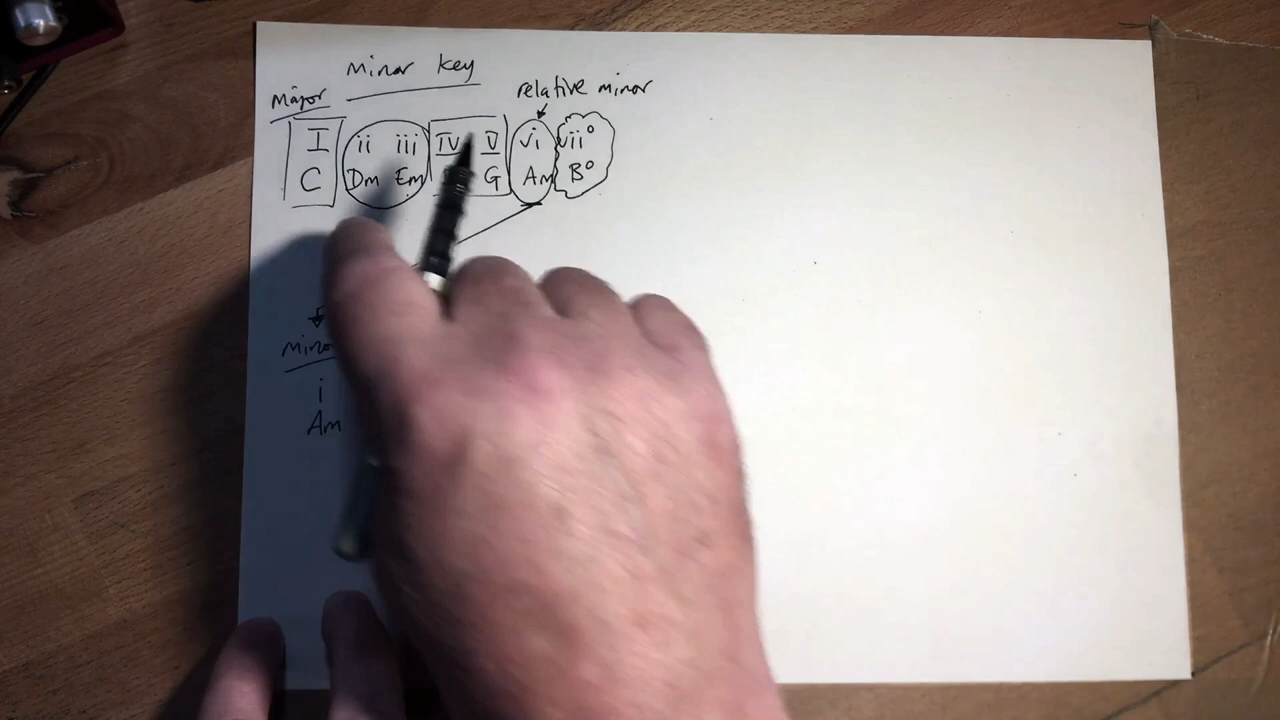 minor key
relative minor
Major
I ii iii IV V vi vii°
C Dm Em G Am B°
i
Am